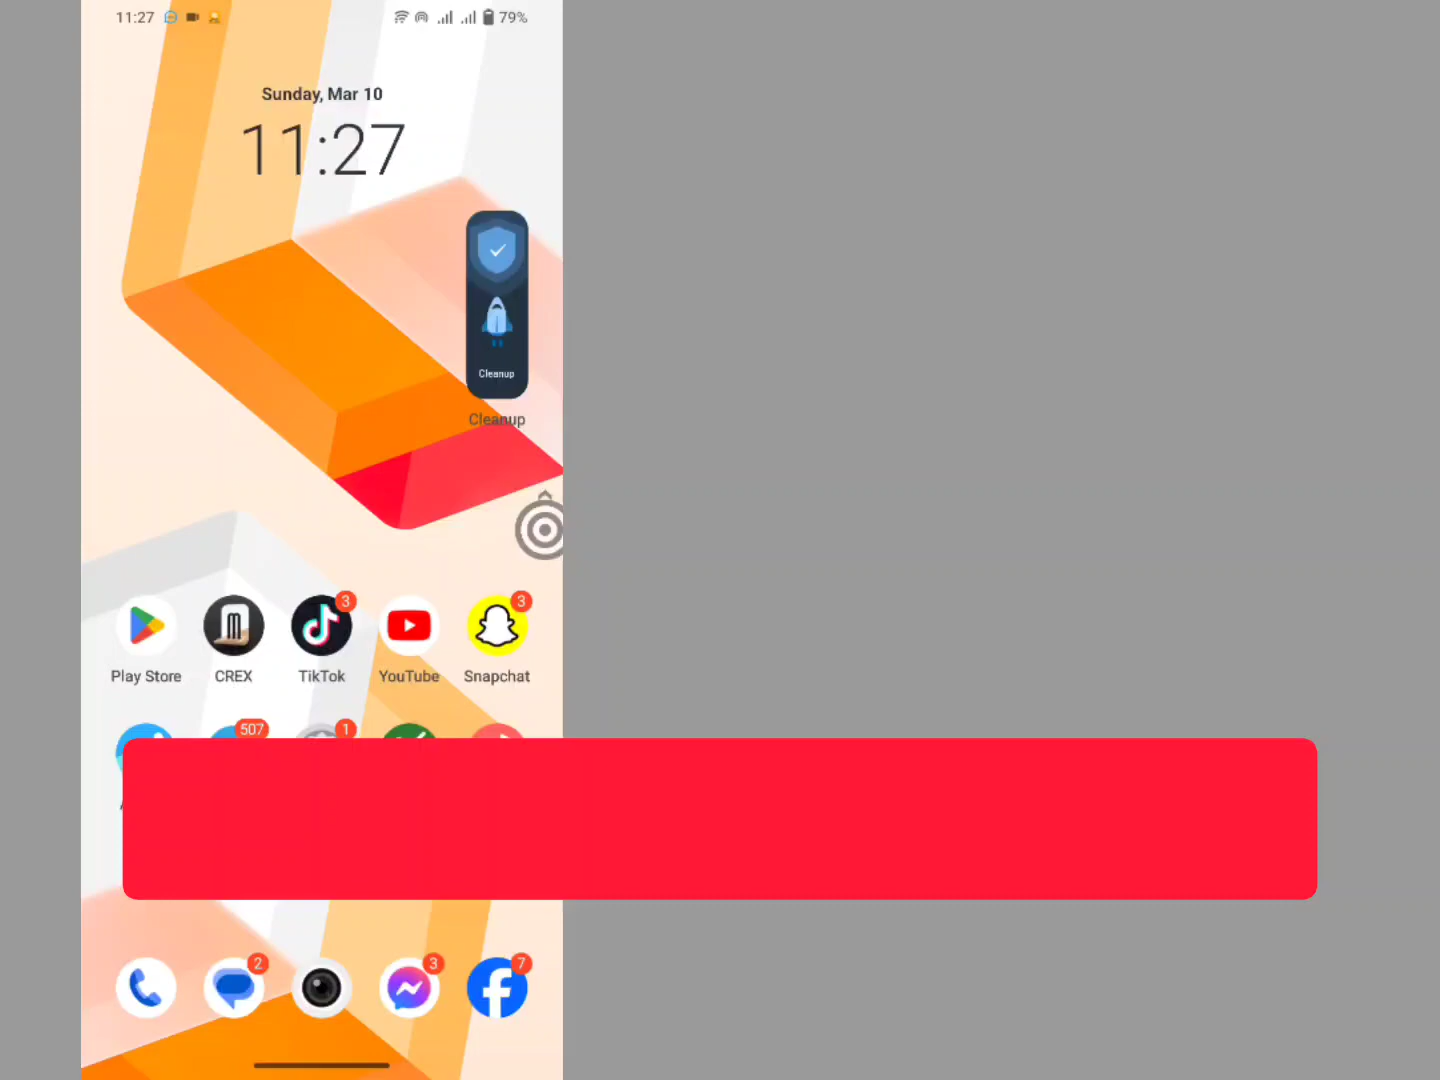 11:27 79%
Sunday, Mar 10
11:27
Cleanup
Cleanup
3 3
Play Store CREX TikTok YouTube Snapchat
507 1
2 3 7